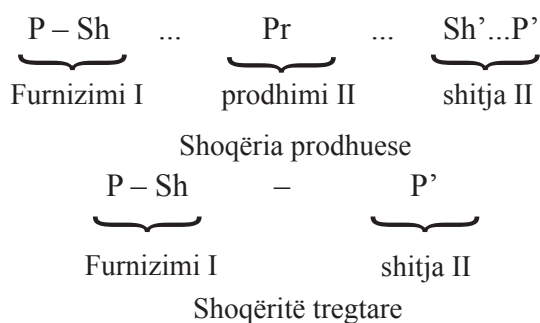 P – Sh ... Pr ... Sh’...P’
Furnizimi I prodhimi II shitja II
Shoqëria prodhuese
P – Sh – P’
Furnizimi I shitja II
Shoqëritë tregtare